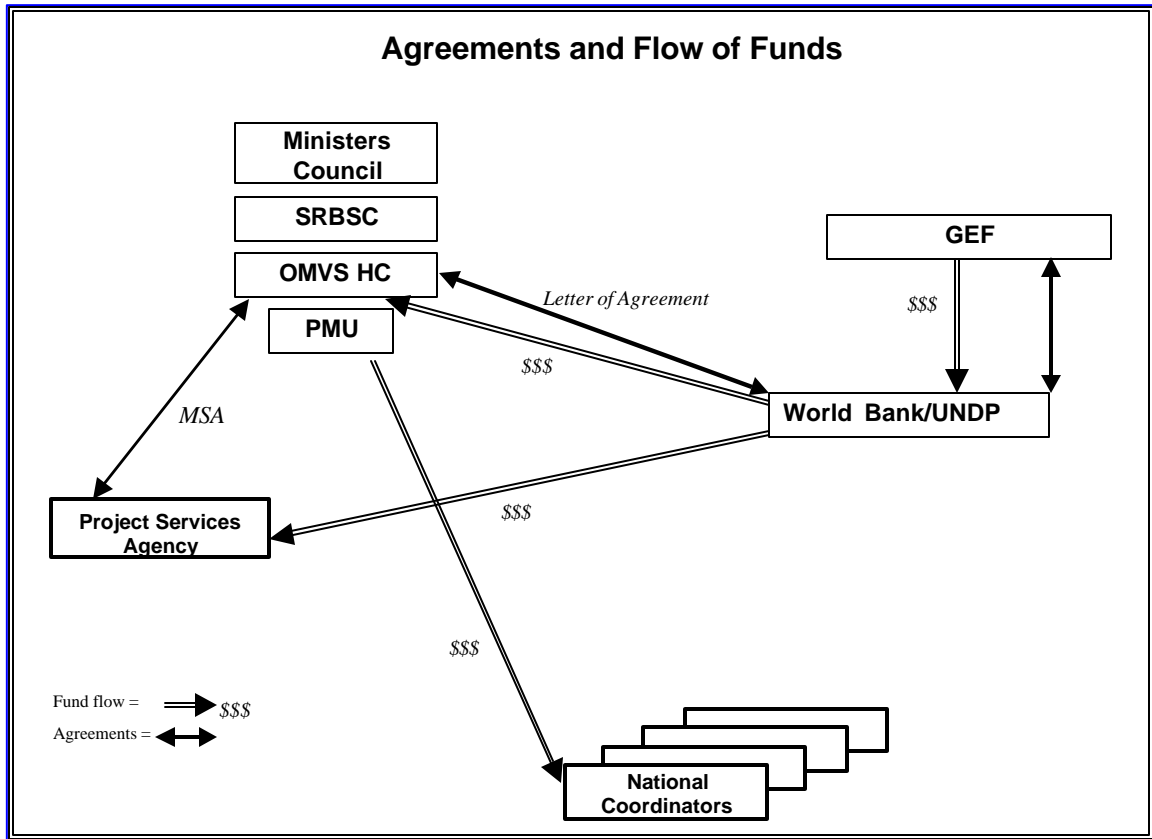 Agreements and Flow of Funds
Ministers
Council
SRBSC
GEF
OMVS HC
Letter of Agreement
$$$
PMU
$$$
World Bank/UNDP
MSA
Project Services
Agency
$$$
$$$
Fund flow = $$$
Agreements =
National
Coordinators